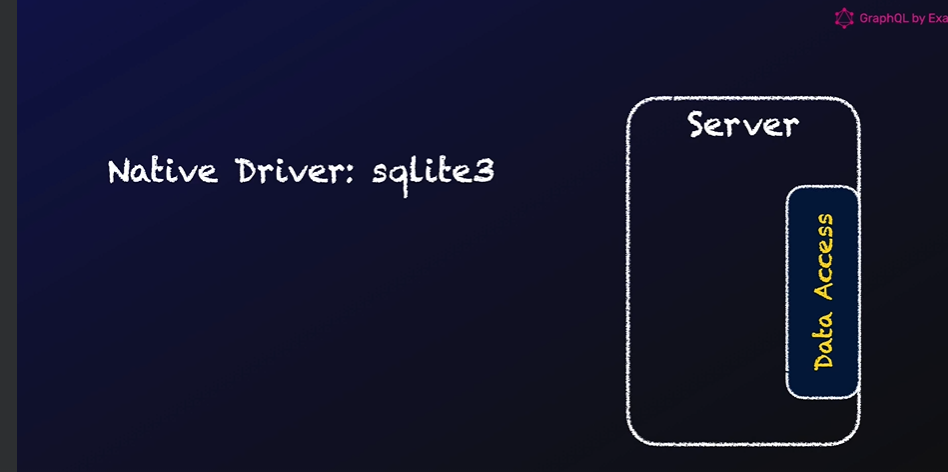 GraphQL by Exa
Server
Native Driver: sqlite3
Data Access